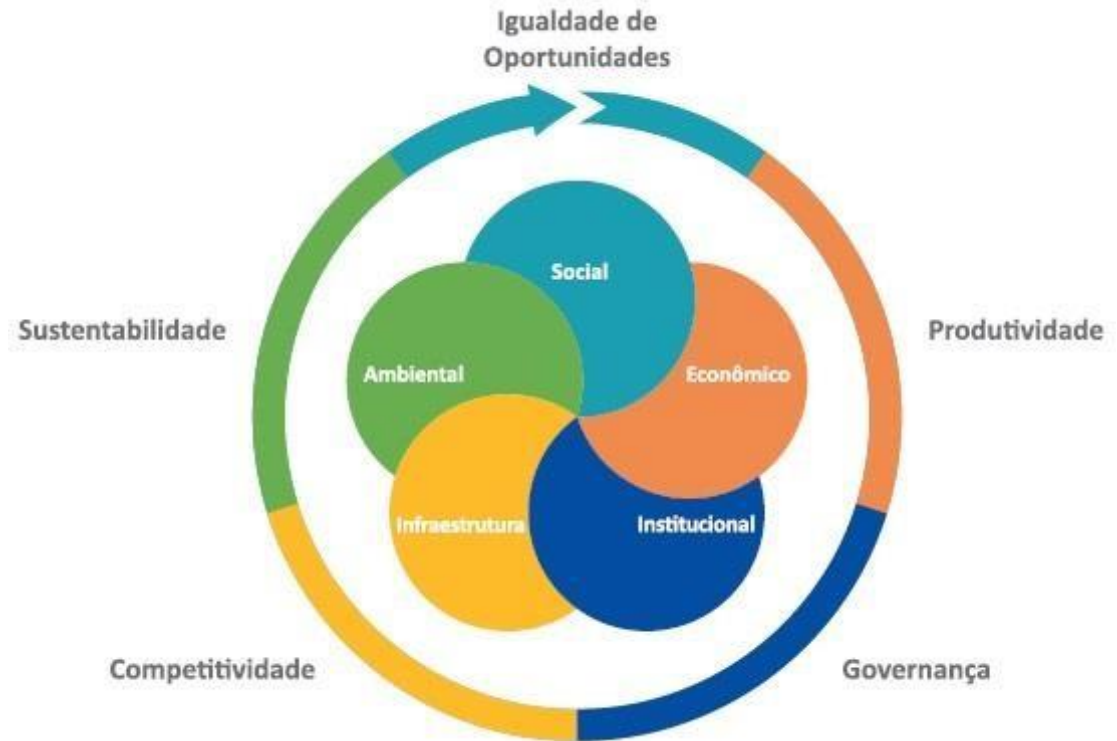 Igualdade de
Oportunidades
Social
Sustentabilidade
Produtividade
Ambiental
Econômico
Infraestrutura
Institucional
Competitividade
Governança